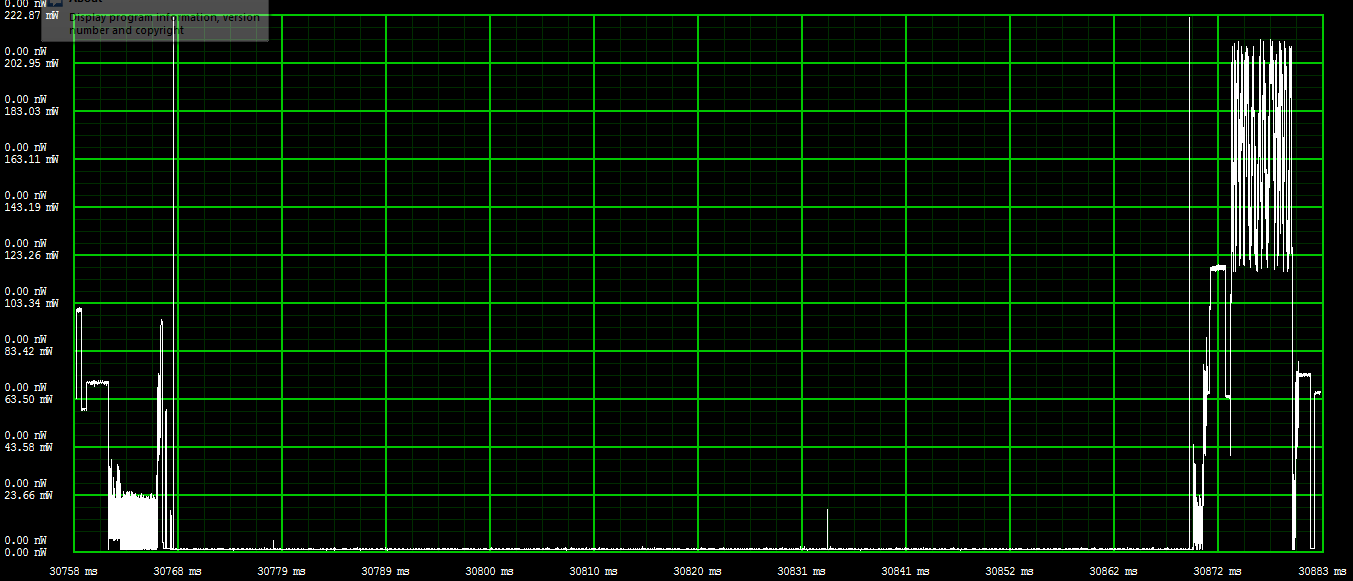 0.00 nW
About
222.87 mW
Display program information, version
number and copyright
0.00 nW
202.95 mW
0.00 nW
183.03 mW
0.00 nW
163.11 mW
0.00 nW
143.19 mW
0.00 nW
123.26 mW
0.00 nW
103.34 mW
0.00 nW
83.42 mW
0.00 nW
63.50 mW
0.00 nW
43.58 mW
0.00 nW
23.66 mW
0.00 nW
0.00 mW
30758 ms 30768 ms 30779 ms 30789 ms 30800 ms 30810 ms 30820 ms 30831 ms 30841 ms 30852 ms 30862 ms 30872 ms 30883 ms